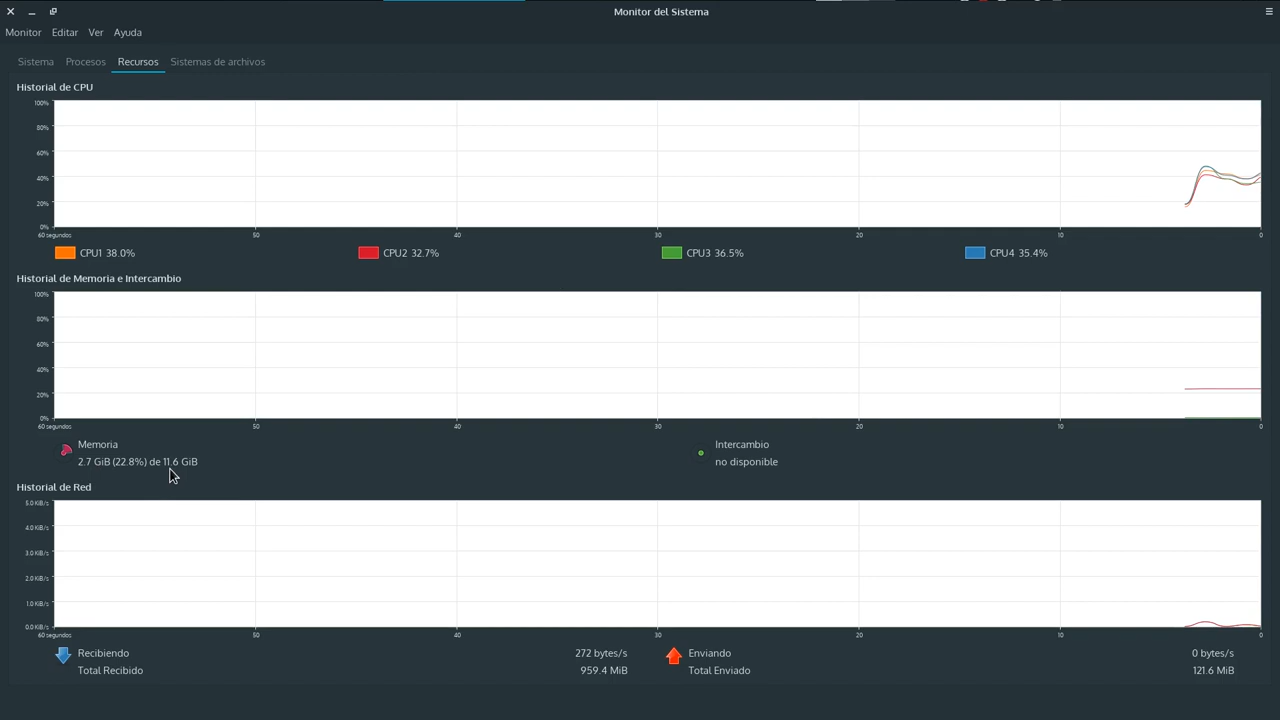 Monitor del Sistema
Monitor Editar Ver Ayuda
Sistema Procesos Recursos Sistemas de archivos
Historial de CPU
100%
80%
60%
40%
20%
0%
60 segundos 50 40 30 20 10 0
CPU1 38.0% CPU2 32.7% CPU3 36.5% CPU4 35.4%
Historial de Memoria e Intercambio
100%
80%
60%
40%
20%
0%
60 segundos 50 40 30 20 10 0
Memoria Intercambio
2.7 GiB (22.8%) de 11.6 GiB no disponible
Historial de Red
5.0 KiB/s
4.0 KiB/s
3.0 KiB/s
2.0 KiB/s
1.0 KiB/s
0.0 KiB/s
60 segundos 50 40 30 20 10 0
Recibiendo 272 bytes/s Enviando 0 bytes/s
Total Recibido 959.4 MiB Total Enviado 121.6 MiB